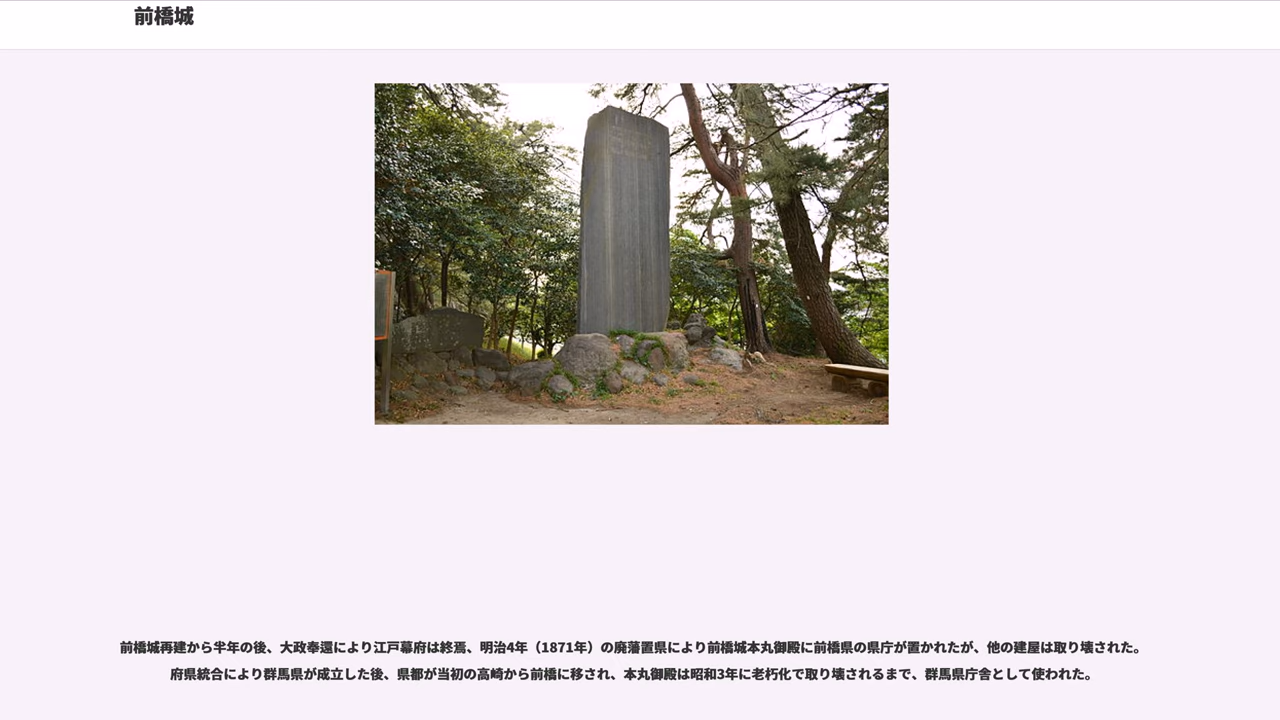 前橋城
前橋城再建から半年の後、大政奉還により江戸幕府は終焉、明治4年（1871年）の廃藩置県により前橋城本丸御殿に前橋県の県庁が置かれたが、他の建屋は取り壊された。
府県統合により群馬県が成立した後、県都が当初の高崎から前橋に移され、本丸御殿は昭和3年に老朽化で取り壊されるまで、群馬県庁舎として使われた。